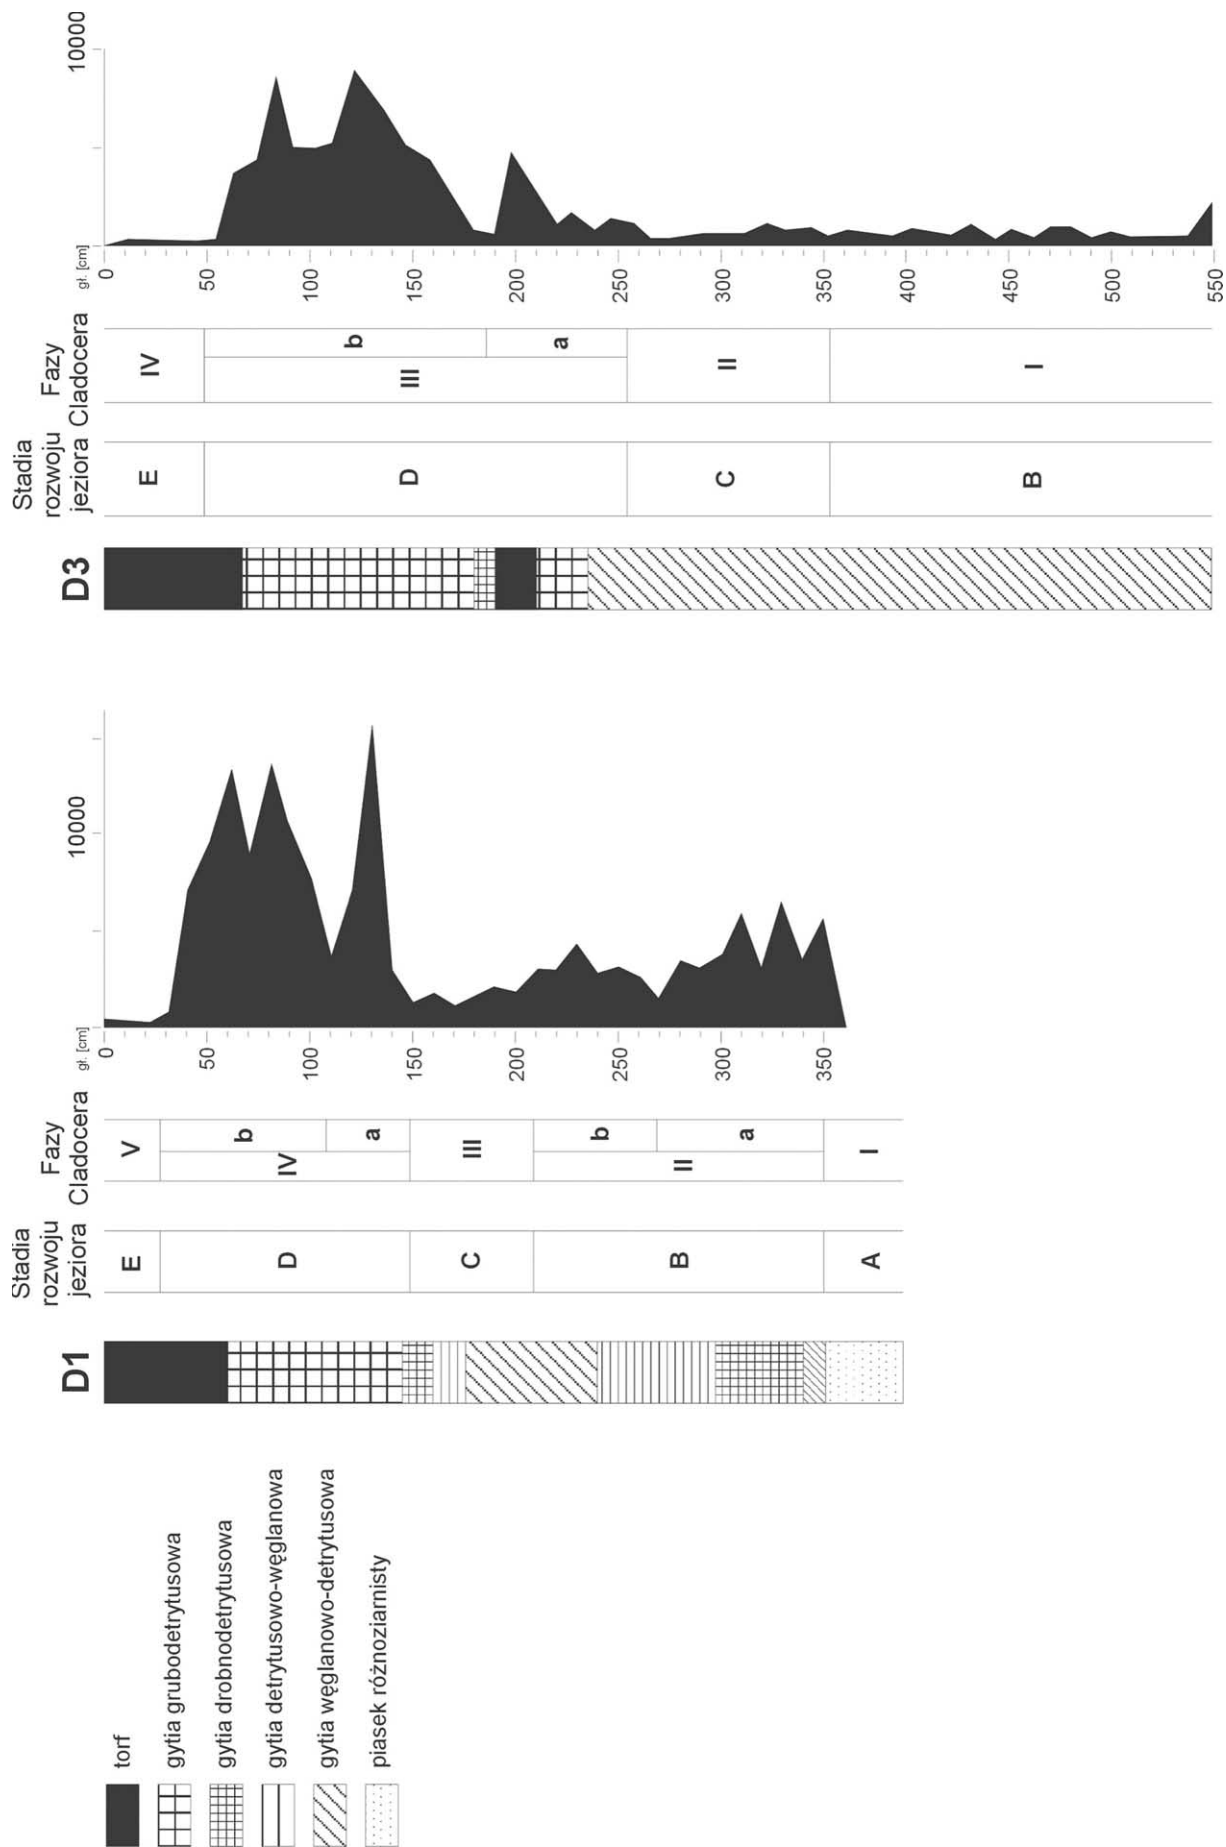 torf
gytia grubodetrytusowa
gytia drobnodetrytusowa
gytia detrytusowo-węglanowa
gytia węglanowo-detrytusowa
piasek różnoziarnisty
D1
Stadia
rozwoju
jeziora
E
D
C
B
A
Fazy
Cladocera
V
IV
b
a
III
II
b
a
I
gł. [cm]
0
50
100
150
200
250
300
350
10000
D3
Stadia
rozwoju
jeziora
E
D
C
B
Fazy
Cladocera
IV
III
b
a
II
I
gł. [cm]
0
50
100
150
200
250
300
350
400
450
500
550
10000